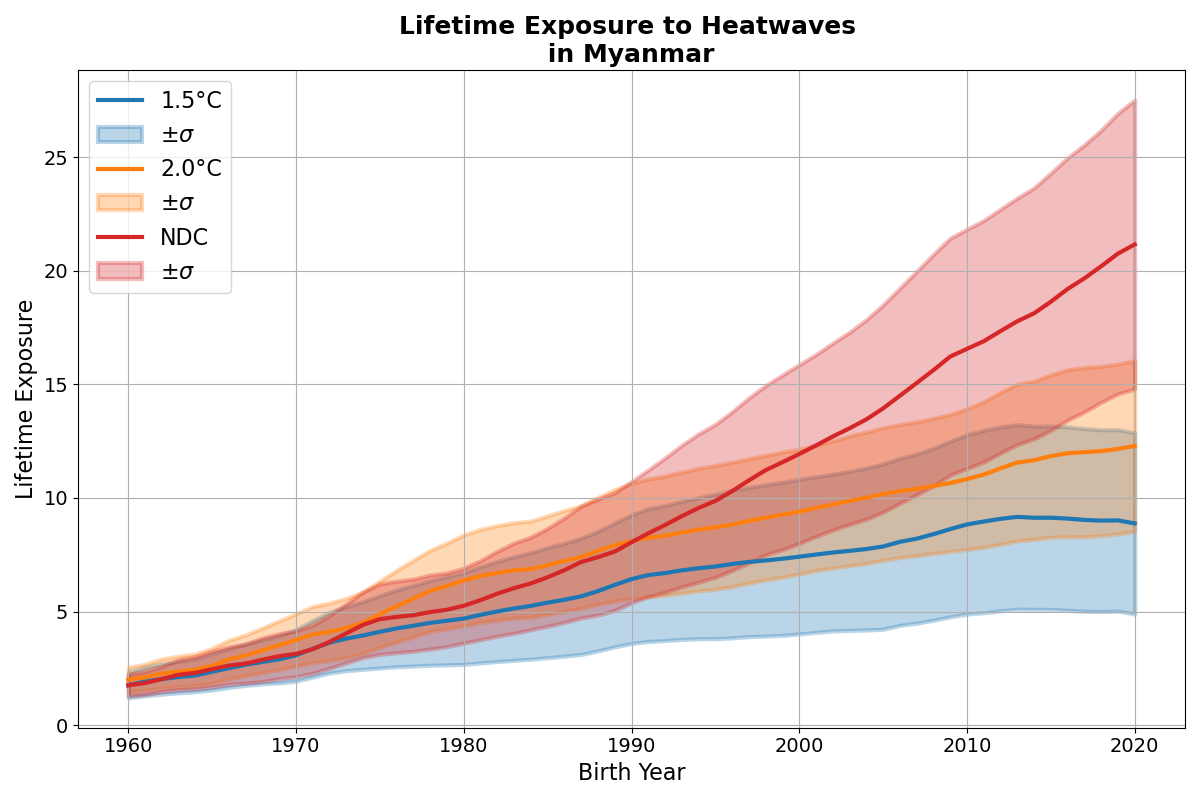 Lifetime Exposure to Heatwaves
in Myanmar
1.5°C
±σ
2.0°C
±σ
NDC
±σ
Lifetime Exposure
25
20
15
10
5
0
1960
1970
1980
1990
2000
2010
2020
Birth Year